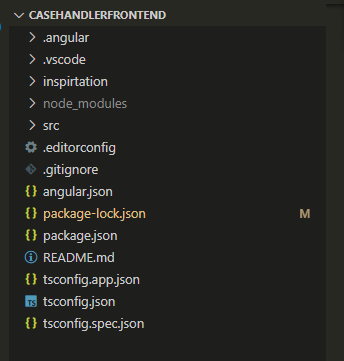 CASEHANDLERFRONTEND
.angular
.vscode
inspirtation
node_modules
src
.editorconfig
.gitignore
{} angular.json
{} package-lock.json M
{} package.json
README.md
{} tsconfig.app.json
TS tsconfig.json
{} tsconfig.spec.json